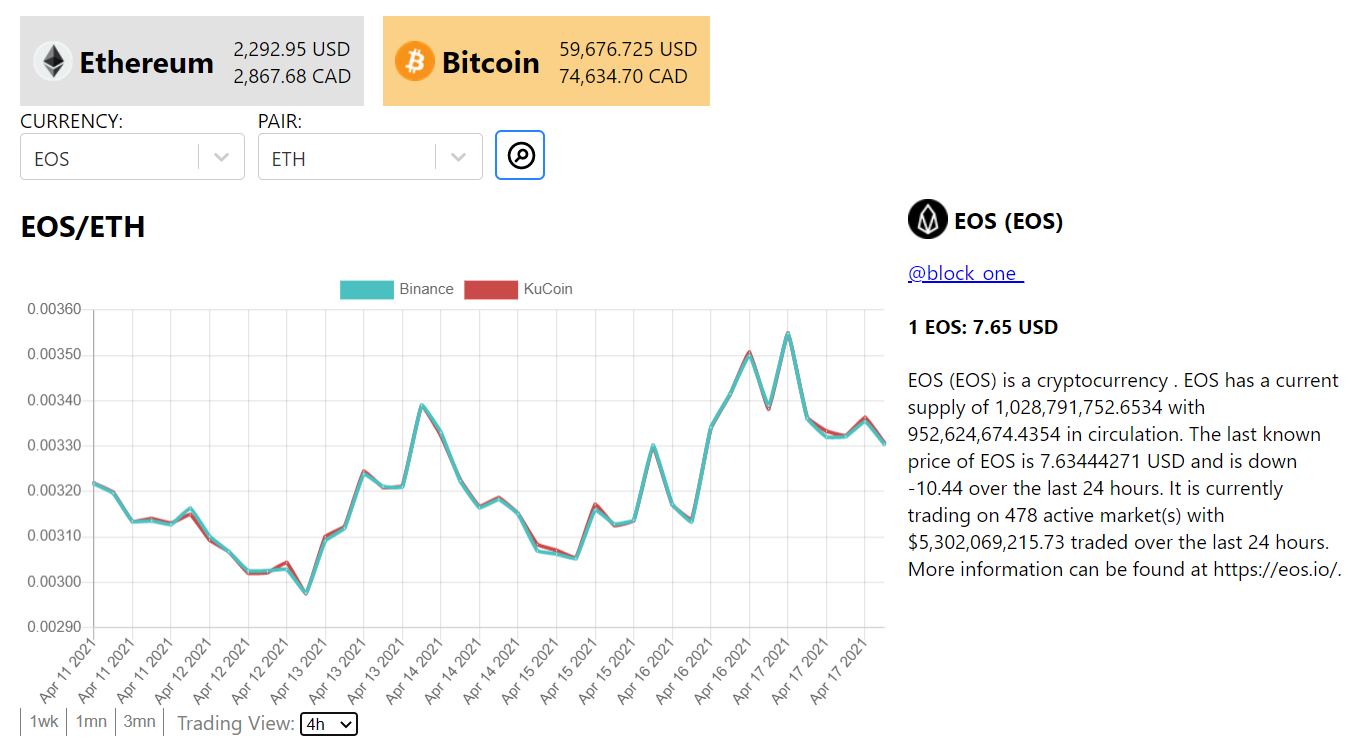 Ethereum
2,292.95 USD
2,867.68 CAD
Bitcoin
59,676.725 USD
74,634.70 CAD
CURRENCY:
PAIR:
EOS
ETH
EOS/ETH
Binance
KuCoin
0.00360
0.00350
0.00340
0.00330
0.00320
0.00310
0.00300
0.00290
Apr 11 2021
Apr 11 2021
Apr 11 2021
Apr 12 2021
Apr 12 2021
Apr 12 2021
Apr 13 2021
Apr 13 2021
Apr 13 2021
Apr 14 2021
Apr 14 2021
Apr 14 2021
Apr 15 2021
Apr 15 2021
Apr 15 2021
Apr 16 2021
Apr 16 2021
Apr 16 2021
Apr 17 2021
Apr 17 2021
Apr 17 2021
1wk
1mn
3mn
Trading View:
4h
EOS (EOS)
@block_one_
1 EOS: 7.65 USD
EOS (EOS) is a cryptocurrency . EOS has a current
supply of 1,028,791,752.6534 with
952,624,674.4354 in circulation. The last known
price of EOS is 7.63444271 USD and is down
-10.44 over the last 24 hours. It is currently
trading on 478 active market(s) with
$5,302,069,215.73 traded over the last 24 hours.
More information can be found at https://eos.io/.